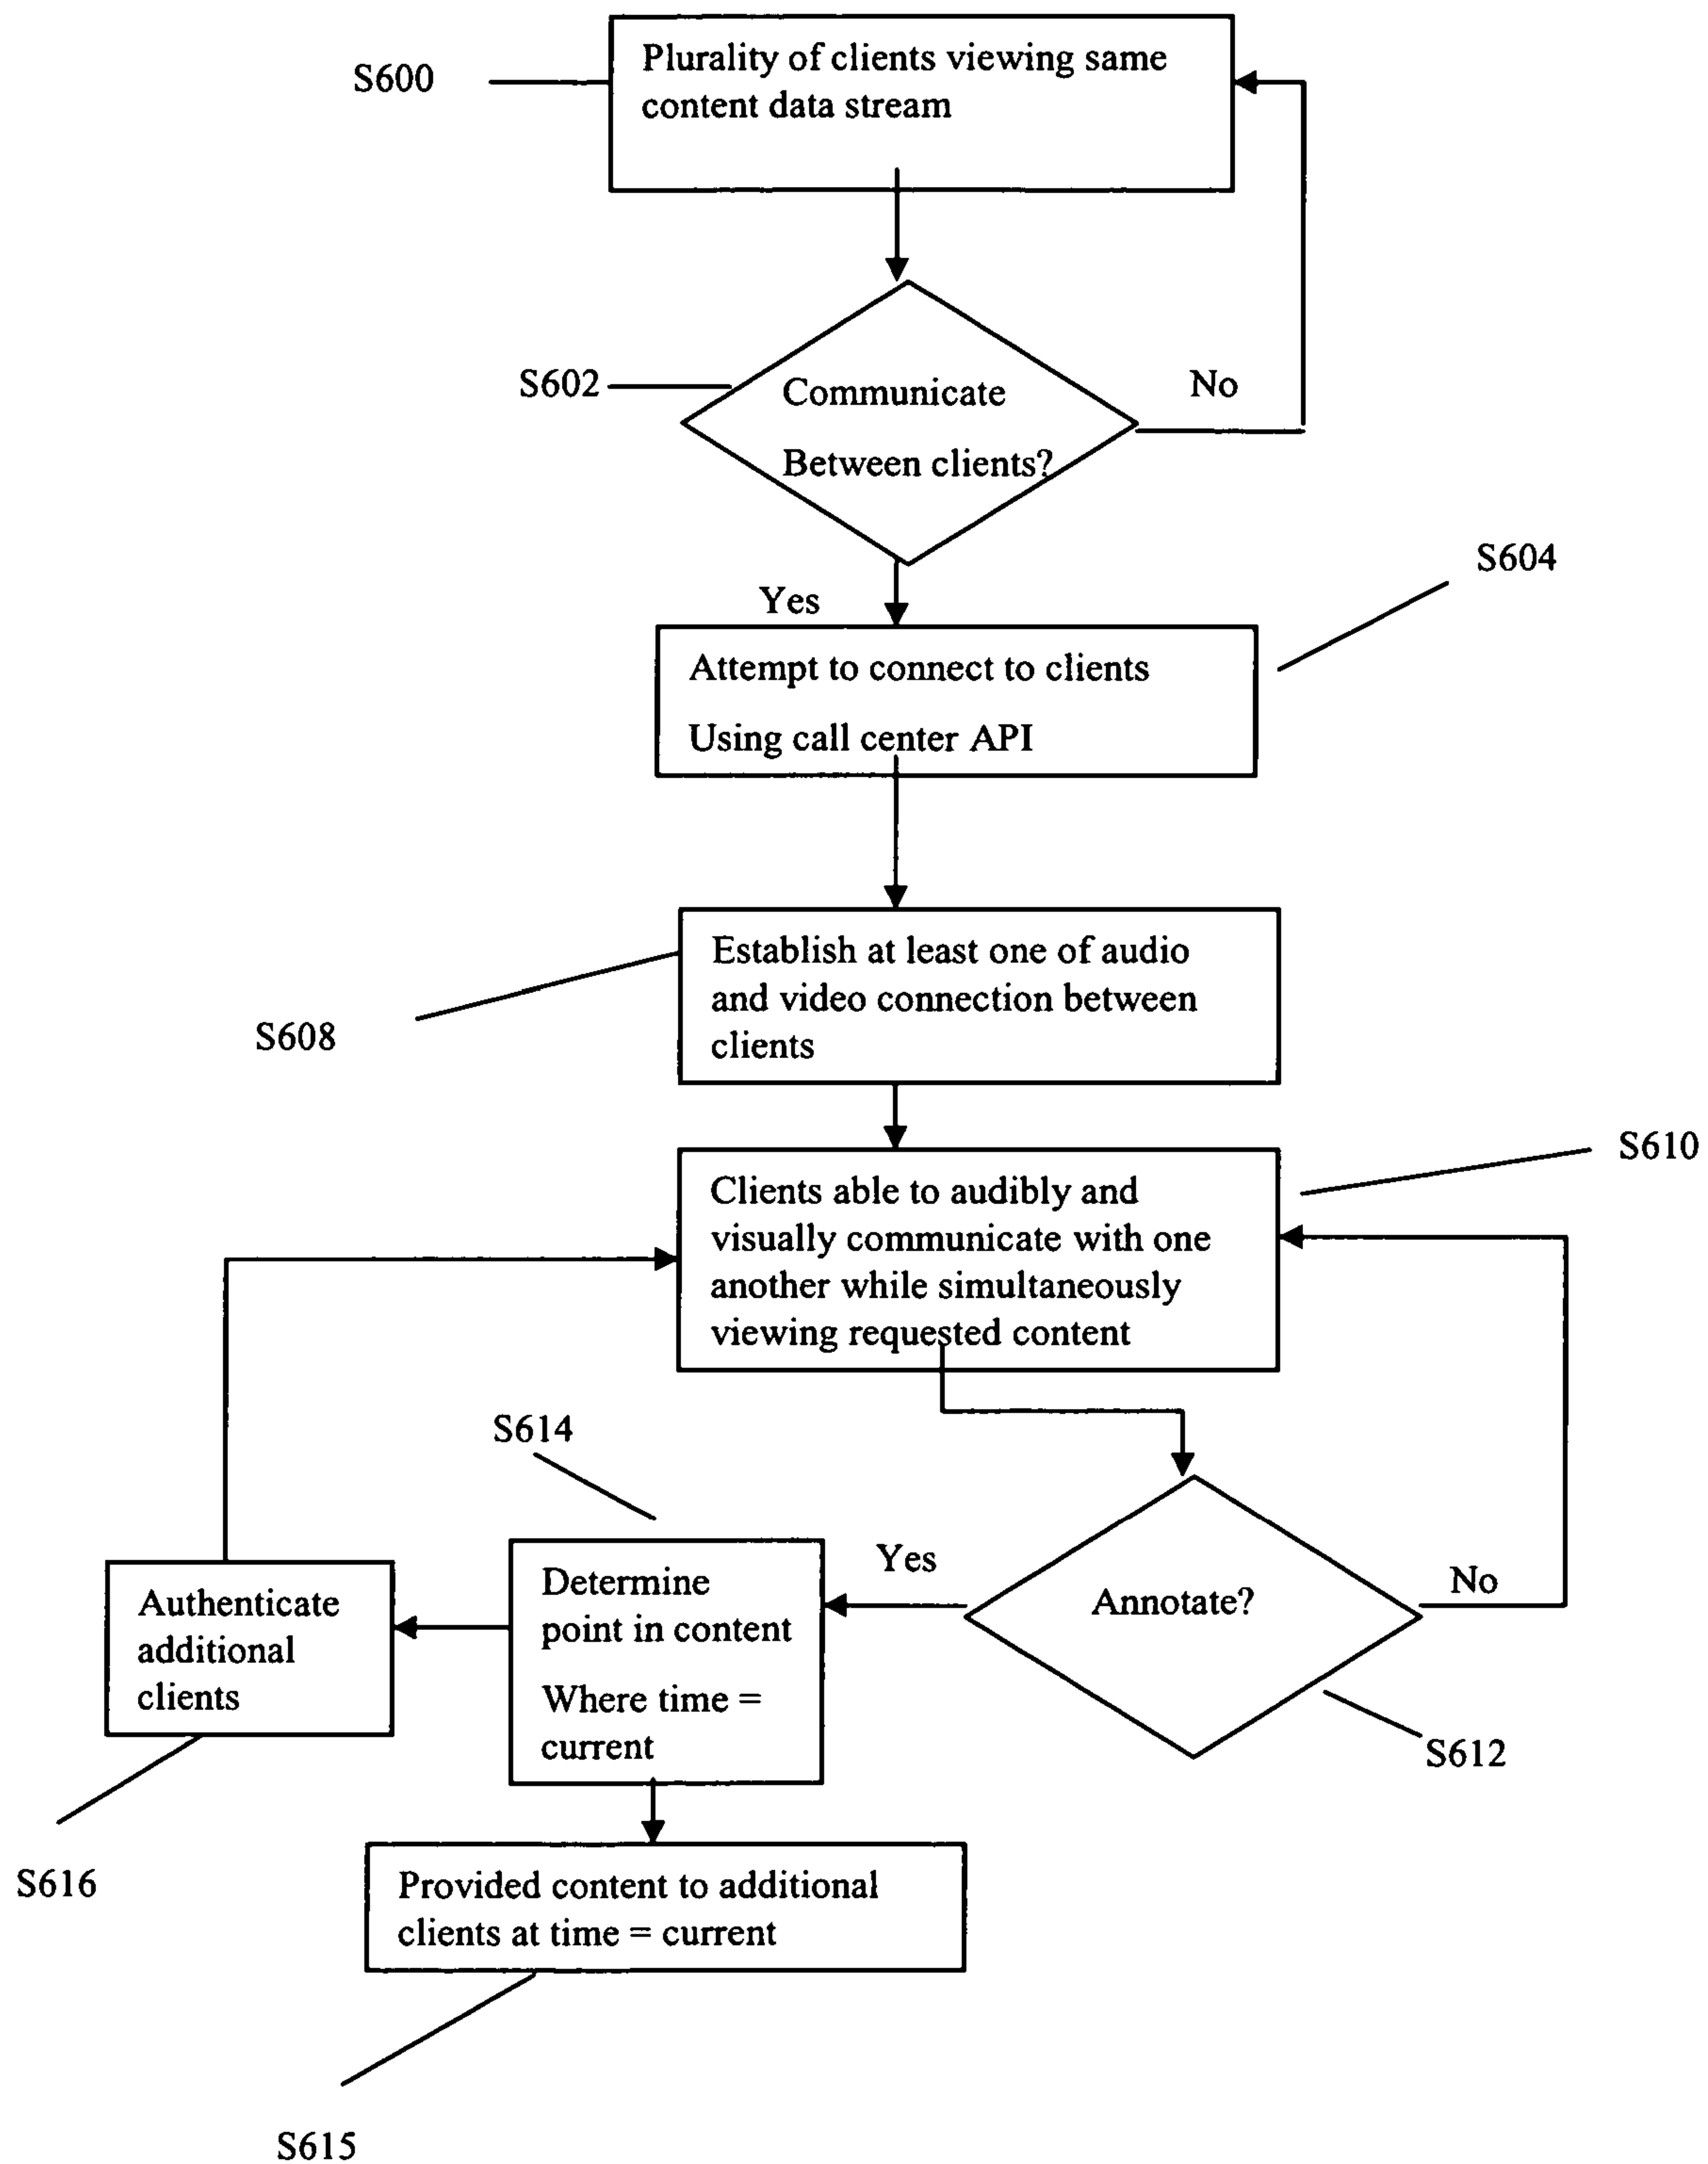 Plurality of clients viewing same
content data stream
S600
S602
Communicate
Between clients?
No
Yes
S604
Attempt to connect to clients
Using call center API
Establish at least one of audio
and video connection between
clients
S608
S610
Clients able to audibly and
visually communicate with one
another while simultaneously
viewing requested content
S614
Yes
Annotate?
No
Determine
point in content
Where time =
current
Authenticate
additional
clients
S612
S616
Provided content to additional
clients at time = current
S615